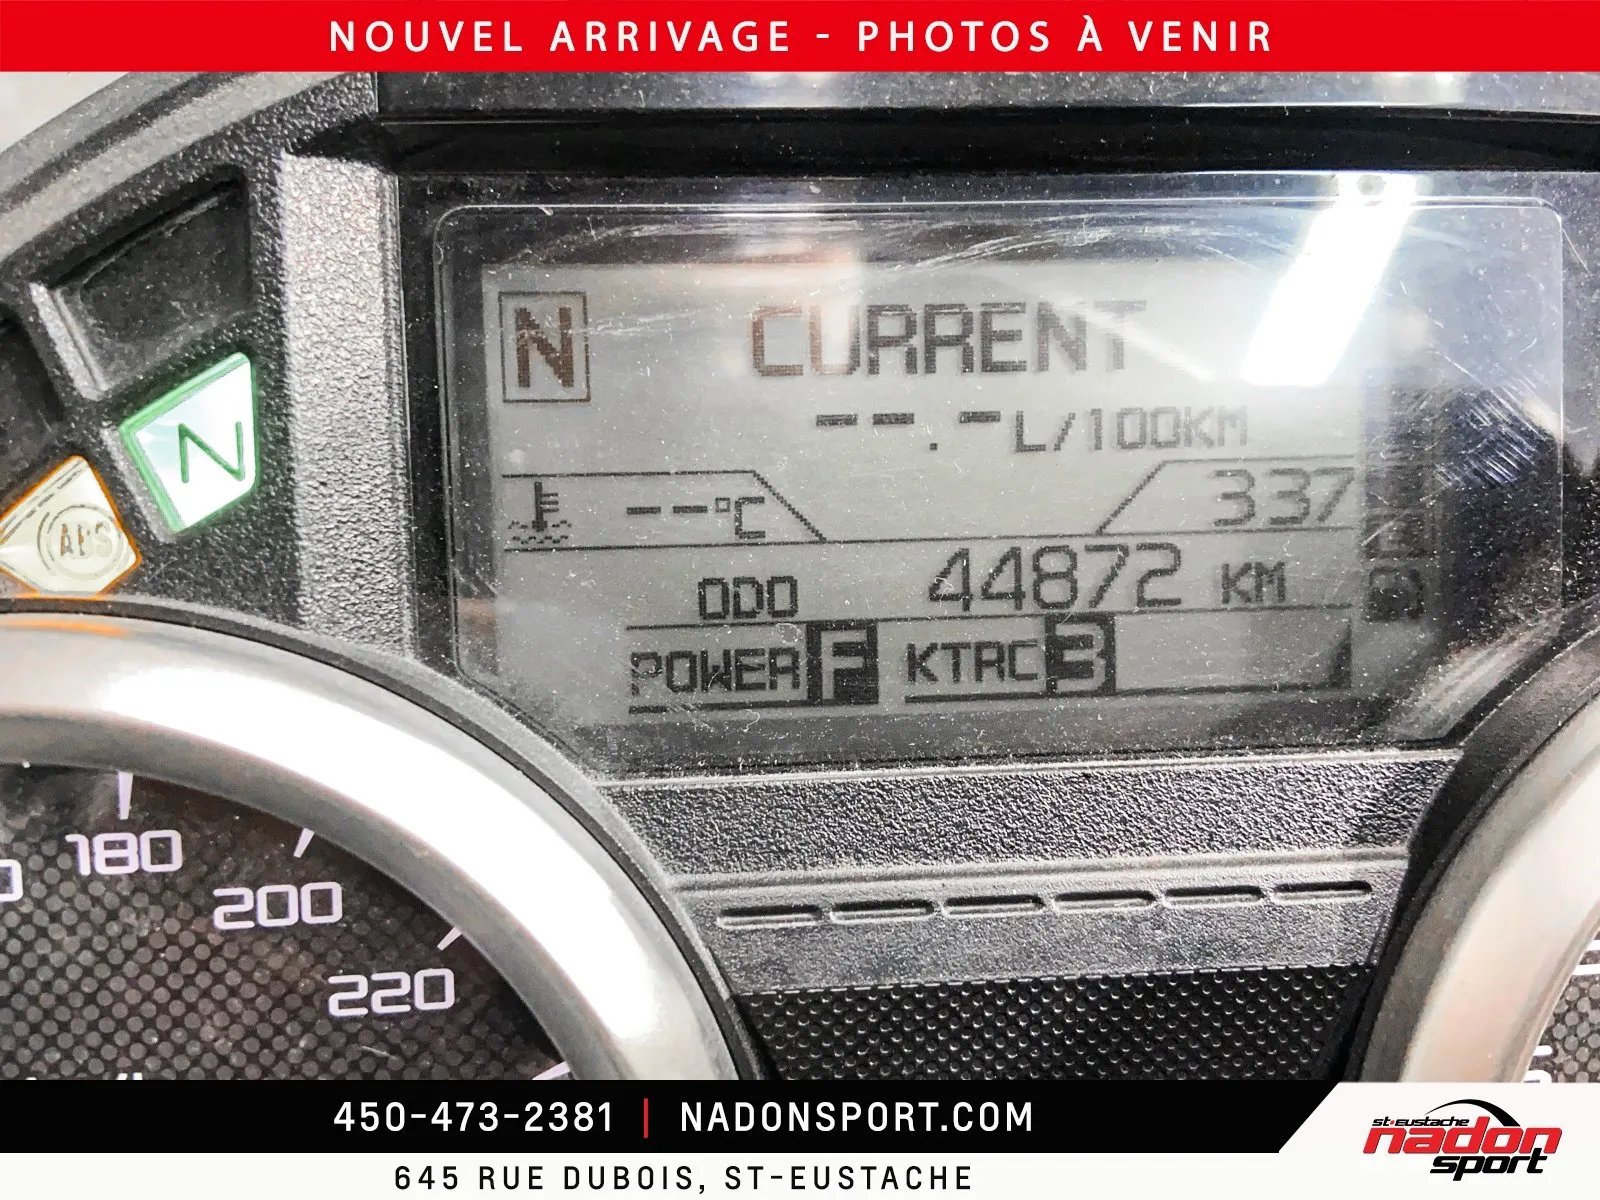 NOUVEL ARRIVAGE - PHOTOS À VENIR
N CURRENT
--.-L/100KM
N
ABS
--°C 337
ODO 44872 KM
POWER F KTRC 3
180
200
220
450-473-2381 | NADONSPORT.COM
645 RUE DUBOIS, ST-EUSTACHE
st-eustache
nadon
sport